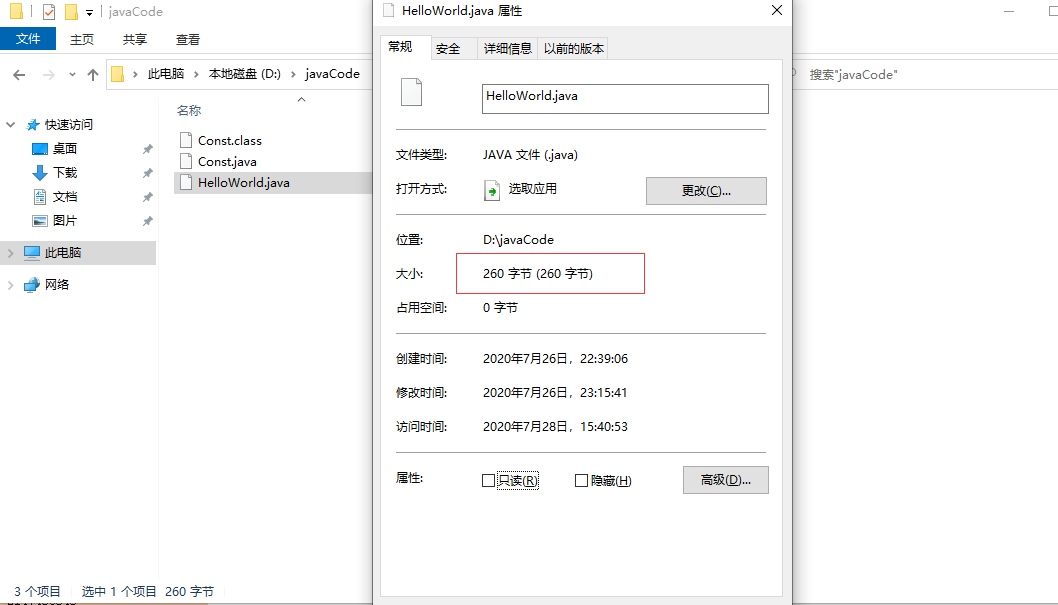 javaCode
文件 主页 共享 查看
此电脑 本地磁盘 (D:) javaCode
搜索"javaCode"
快速访问
桌面
下载
文档
图片
此电脑
网络
名称
Const.class
Const.java
HelloWorld.java
3 个项目 选中 1 个项目 260 字节
HelloWorld.java 属性
常规 安全 详细信息 以前的版本
HelloWorld.java
文件类型: JAVA 文件 (.java)
打开方式: 选取应用 更改(C)...
位置: D:\javaCode
大小: 260 字节 (260 字节)
占用空间: 0 字节
创建时间: 2020年7月26日，22:39:06
修改时间: 2020年7月26日，23:15:41
访问时间: 2020年7月28日，15:40:53
属性: 只读(R) 隐藏(H) 高级(D)...